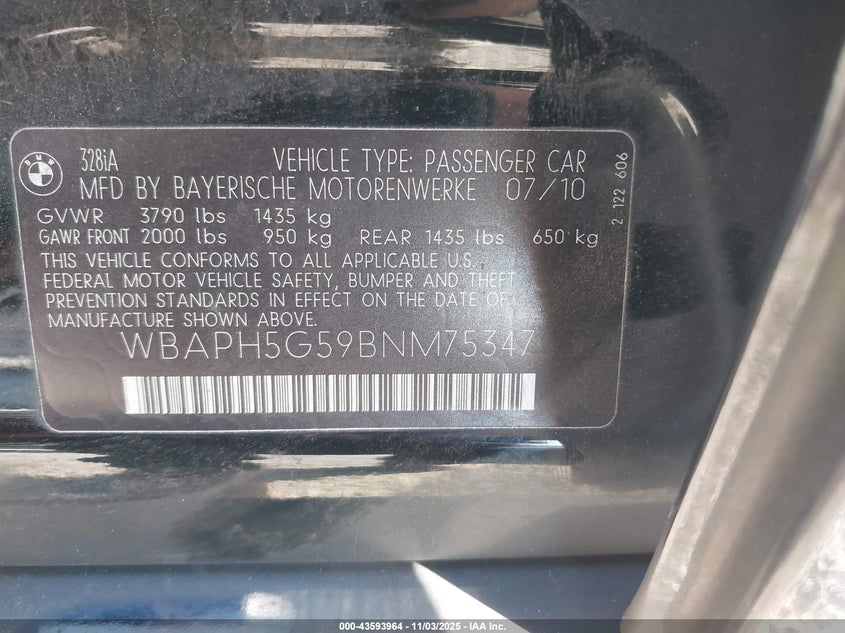 BMW
328iA VEHICLE TYPE: PASSENGER CAR
MFD BY BAYERISCHE MOTORENWERKE 07/10
GVWR 3790 lbs 1435 kg
GAWR FRONT 2000 lbs 950 kg REAR 1435 lbs 650 kg
THIS VEHICLE CONFORMS TO ALL APPLICABLE U.S.
FEDERAL MOTOR VEHICLE SAFETY, BUMPER AND THEFT
PREVENTION STANDARDS IN EFFECT ON THE DATE OF
MANUFACTURE SHOWN ABOVE.
WBAPH5G59BNM75347
2 122 606
000-43593964 - 11/03/2025 - IAA Inc.